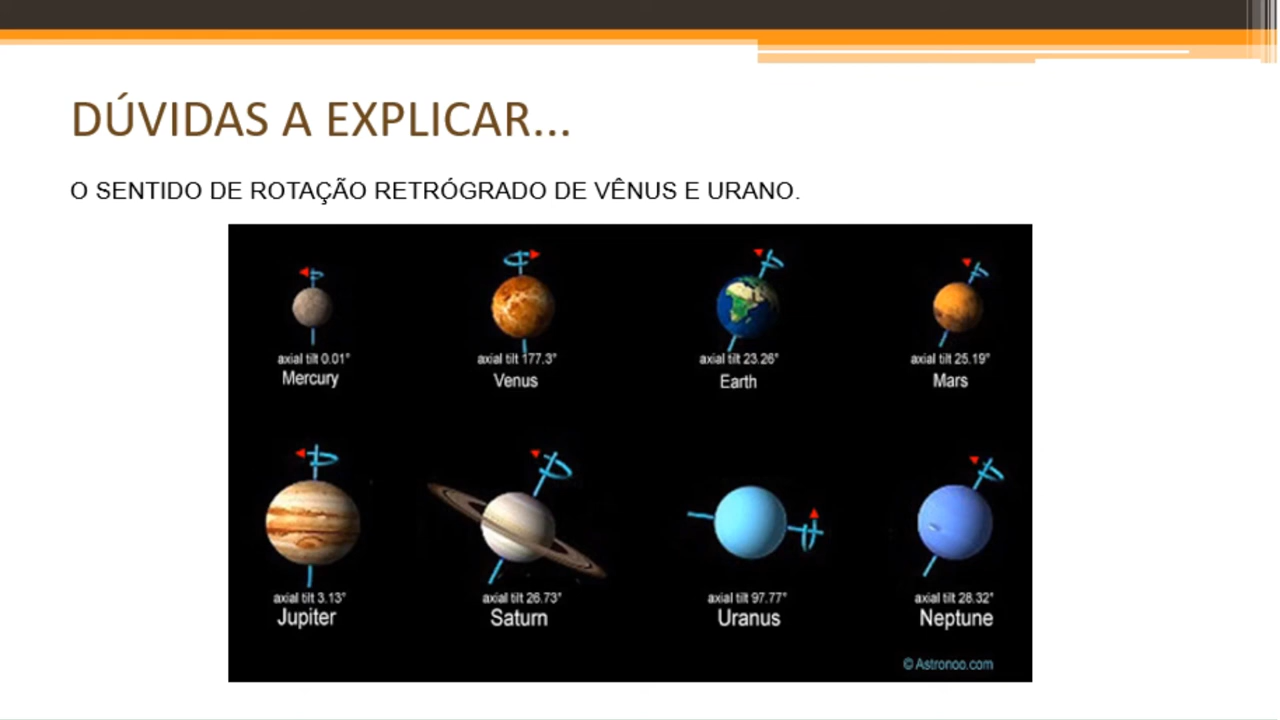 DÚVIDAS A EXPLICAR...
O SENTIDO DE ROTAÇÃO RETRÓGRADO DE VÊNUS E URANO.
axial tilt 0.01°
Mercury
axial tilt 177.3°
Venus
axial tilt 23.26°
Earth
axial tilt 25.19°
Mars
axial tilt 3.13°
Jupiter
axial tilt 26.73°
Saturn
axial tilt 97.77°
Uranus
axial tilt 28.32°
Neptune
© Astronoo.com